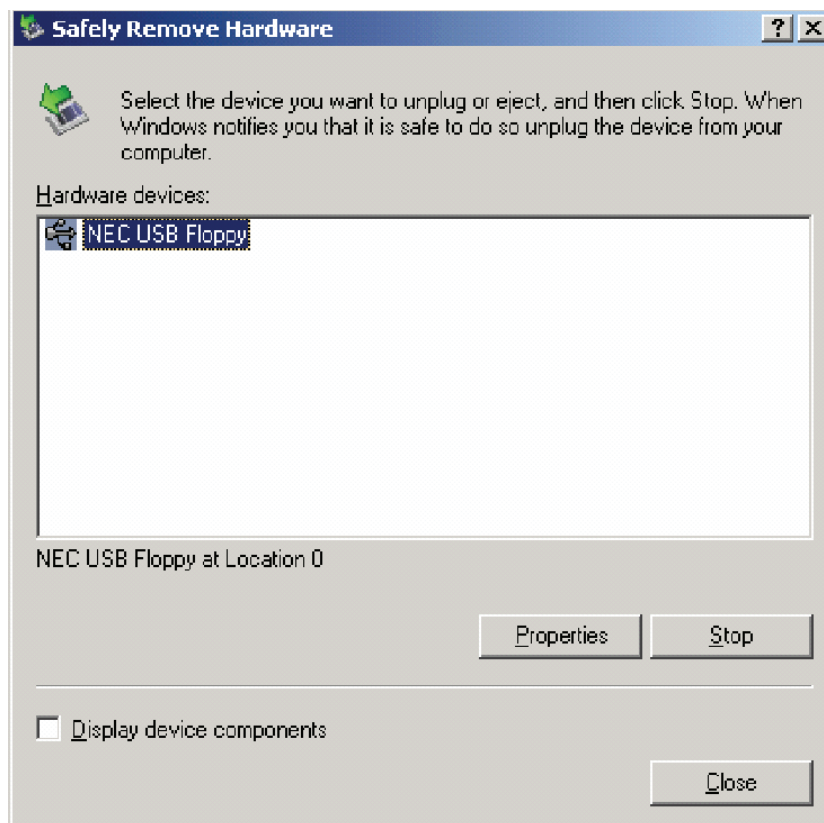 Safely Remove Hardware
Select the device you want to unplug or eject, and then click Stop. When
Windows notifies you that it is safe to do so unplug the device from your
computer.
Hardware devices:
NEC USB Floppy
NEC USB Floppy at Location 0
Properties
Stop
Display device components
Close